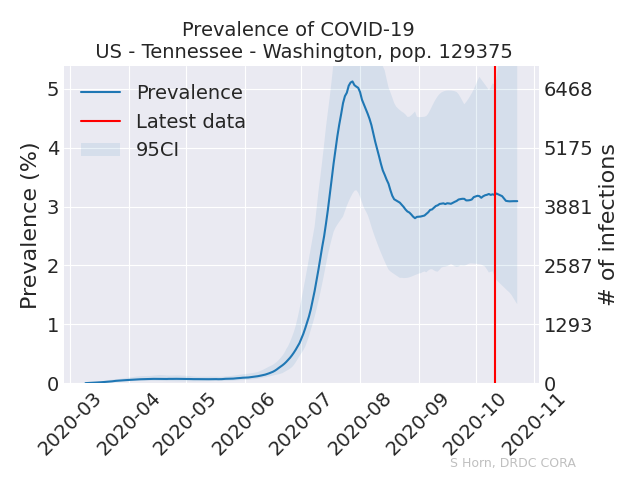 Prevalence of COVID-19
US - Tennessee - Washington, pop. 129375
Prevalence
Latest data
95CI
Prevalence (%)
5
4
3
2
1
0
6468
5175
3881
2587
1293
0
# of infections
2020-03
2020-04
2020-05
2020-06
2020-07
2020-08
2020-09
2020-10
2020-11
S Horn, DRDC CORA